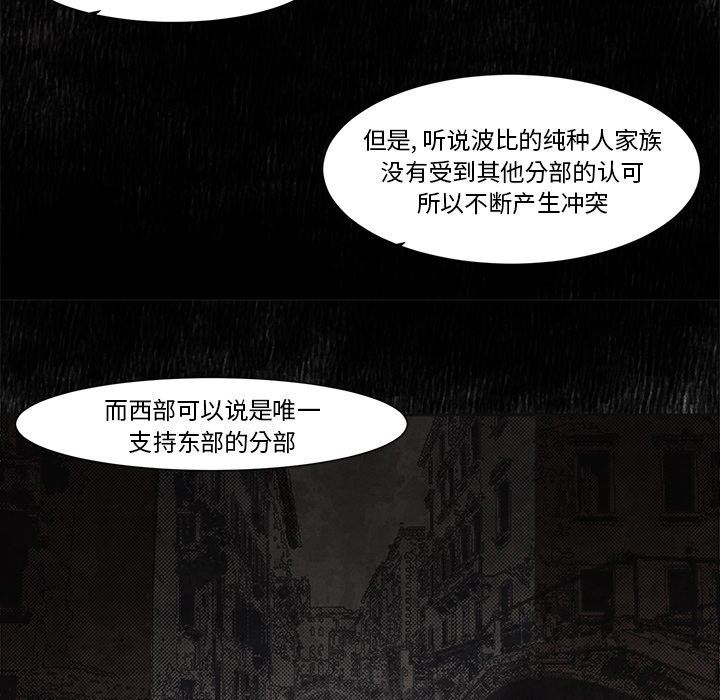 但是, 听说波比的纯种人家族
没有受到其他分部的认可
所以不断产生冲突
而西部可以说是唯一
支持东部的分部